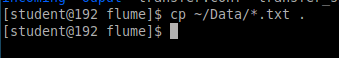 [student@192 flume]$ cp ~/Data/*.txt .
[student@192 flume]$